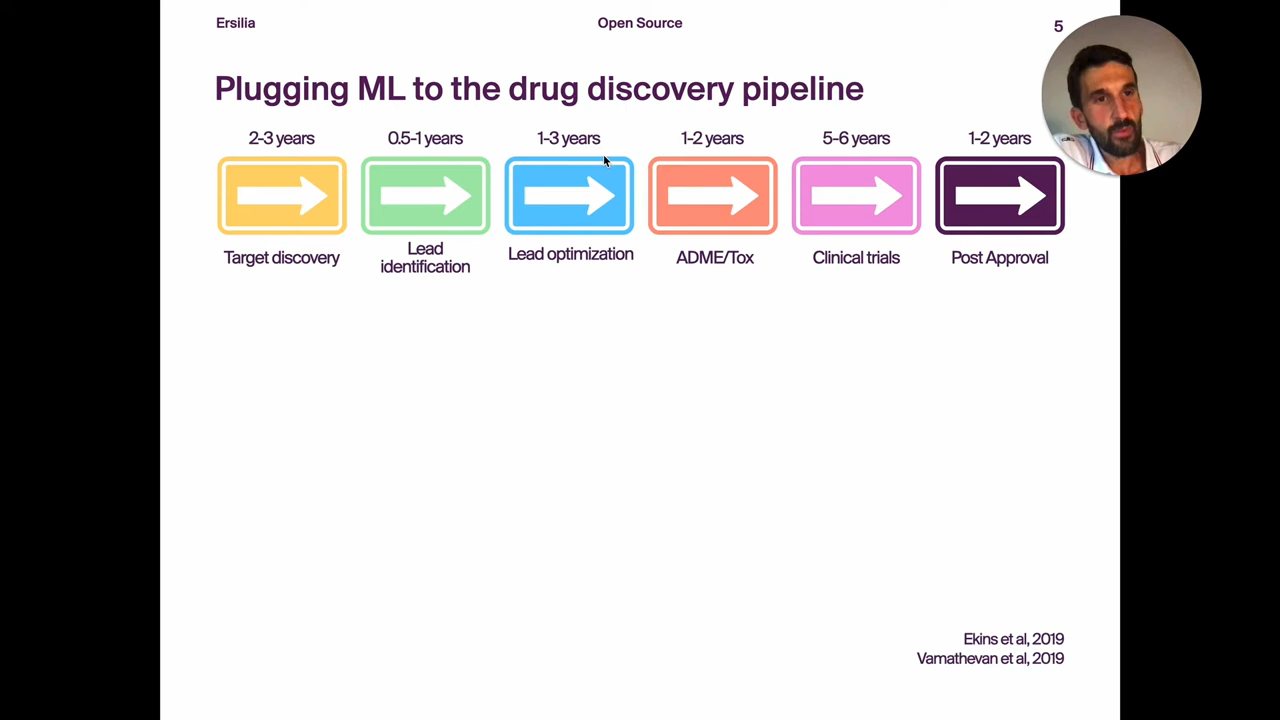 Ersilia
Open Source
5
Plugging ML to the drug discovery pipeline
2-3 years
0.5-1 years
1-3 years
1-2 years
5-6 years
1-2 years
Target discovery
Lead
identification
Lead optimization
ADME/Tox
Clinical trials
Post Approval
Ekins et al, 2019
Vamathevan et al, 2019